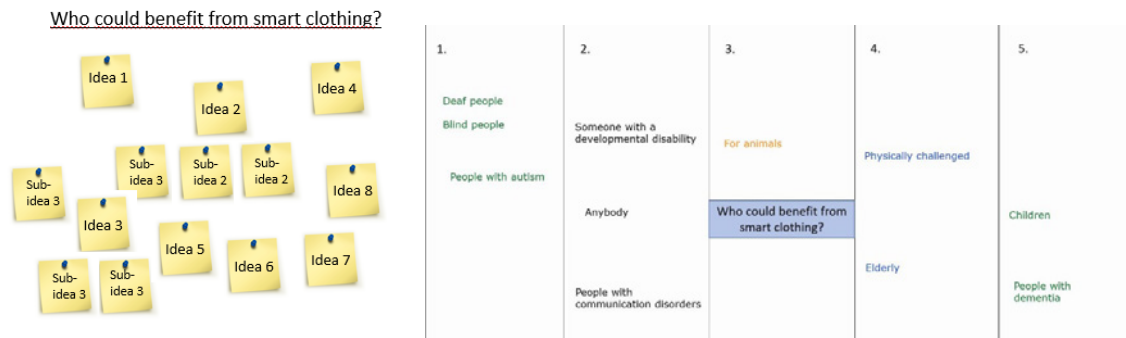 Who could benefit from smart clothing?
Idea 1
Idea 2
Idea 4
Sub-
idea 3
Sub-
idea 2
Sub-
idea 2
Sub-
idea 3
Idea 8
Idea 3
Idea 5
Idea 6
Idea 7
Sub-
idea 3
Sub-
idea 3
1.
Deaf people
Blind people
People with autism
2.
Someone with a
developmental disability
Anybody
People with
communication disorders
3.
For animals
Who could benefit from
smart clothing?
4.
Physically challenged
Elderly
5.
Children
People with
dementia